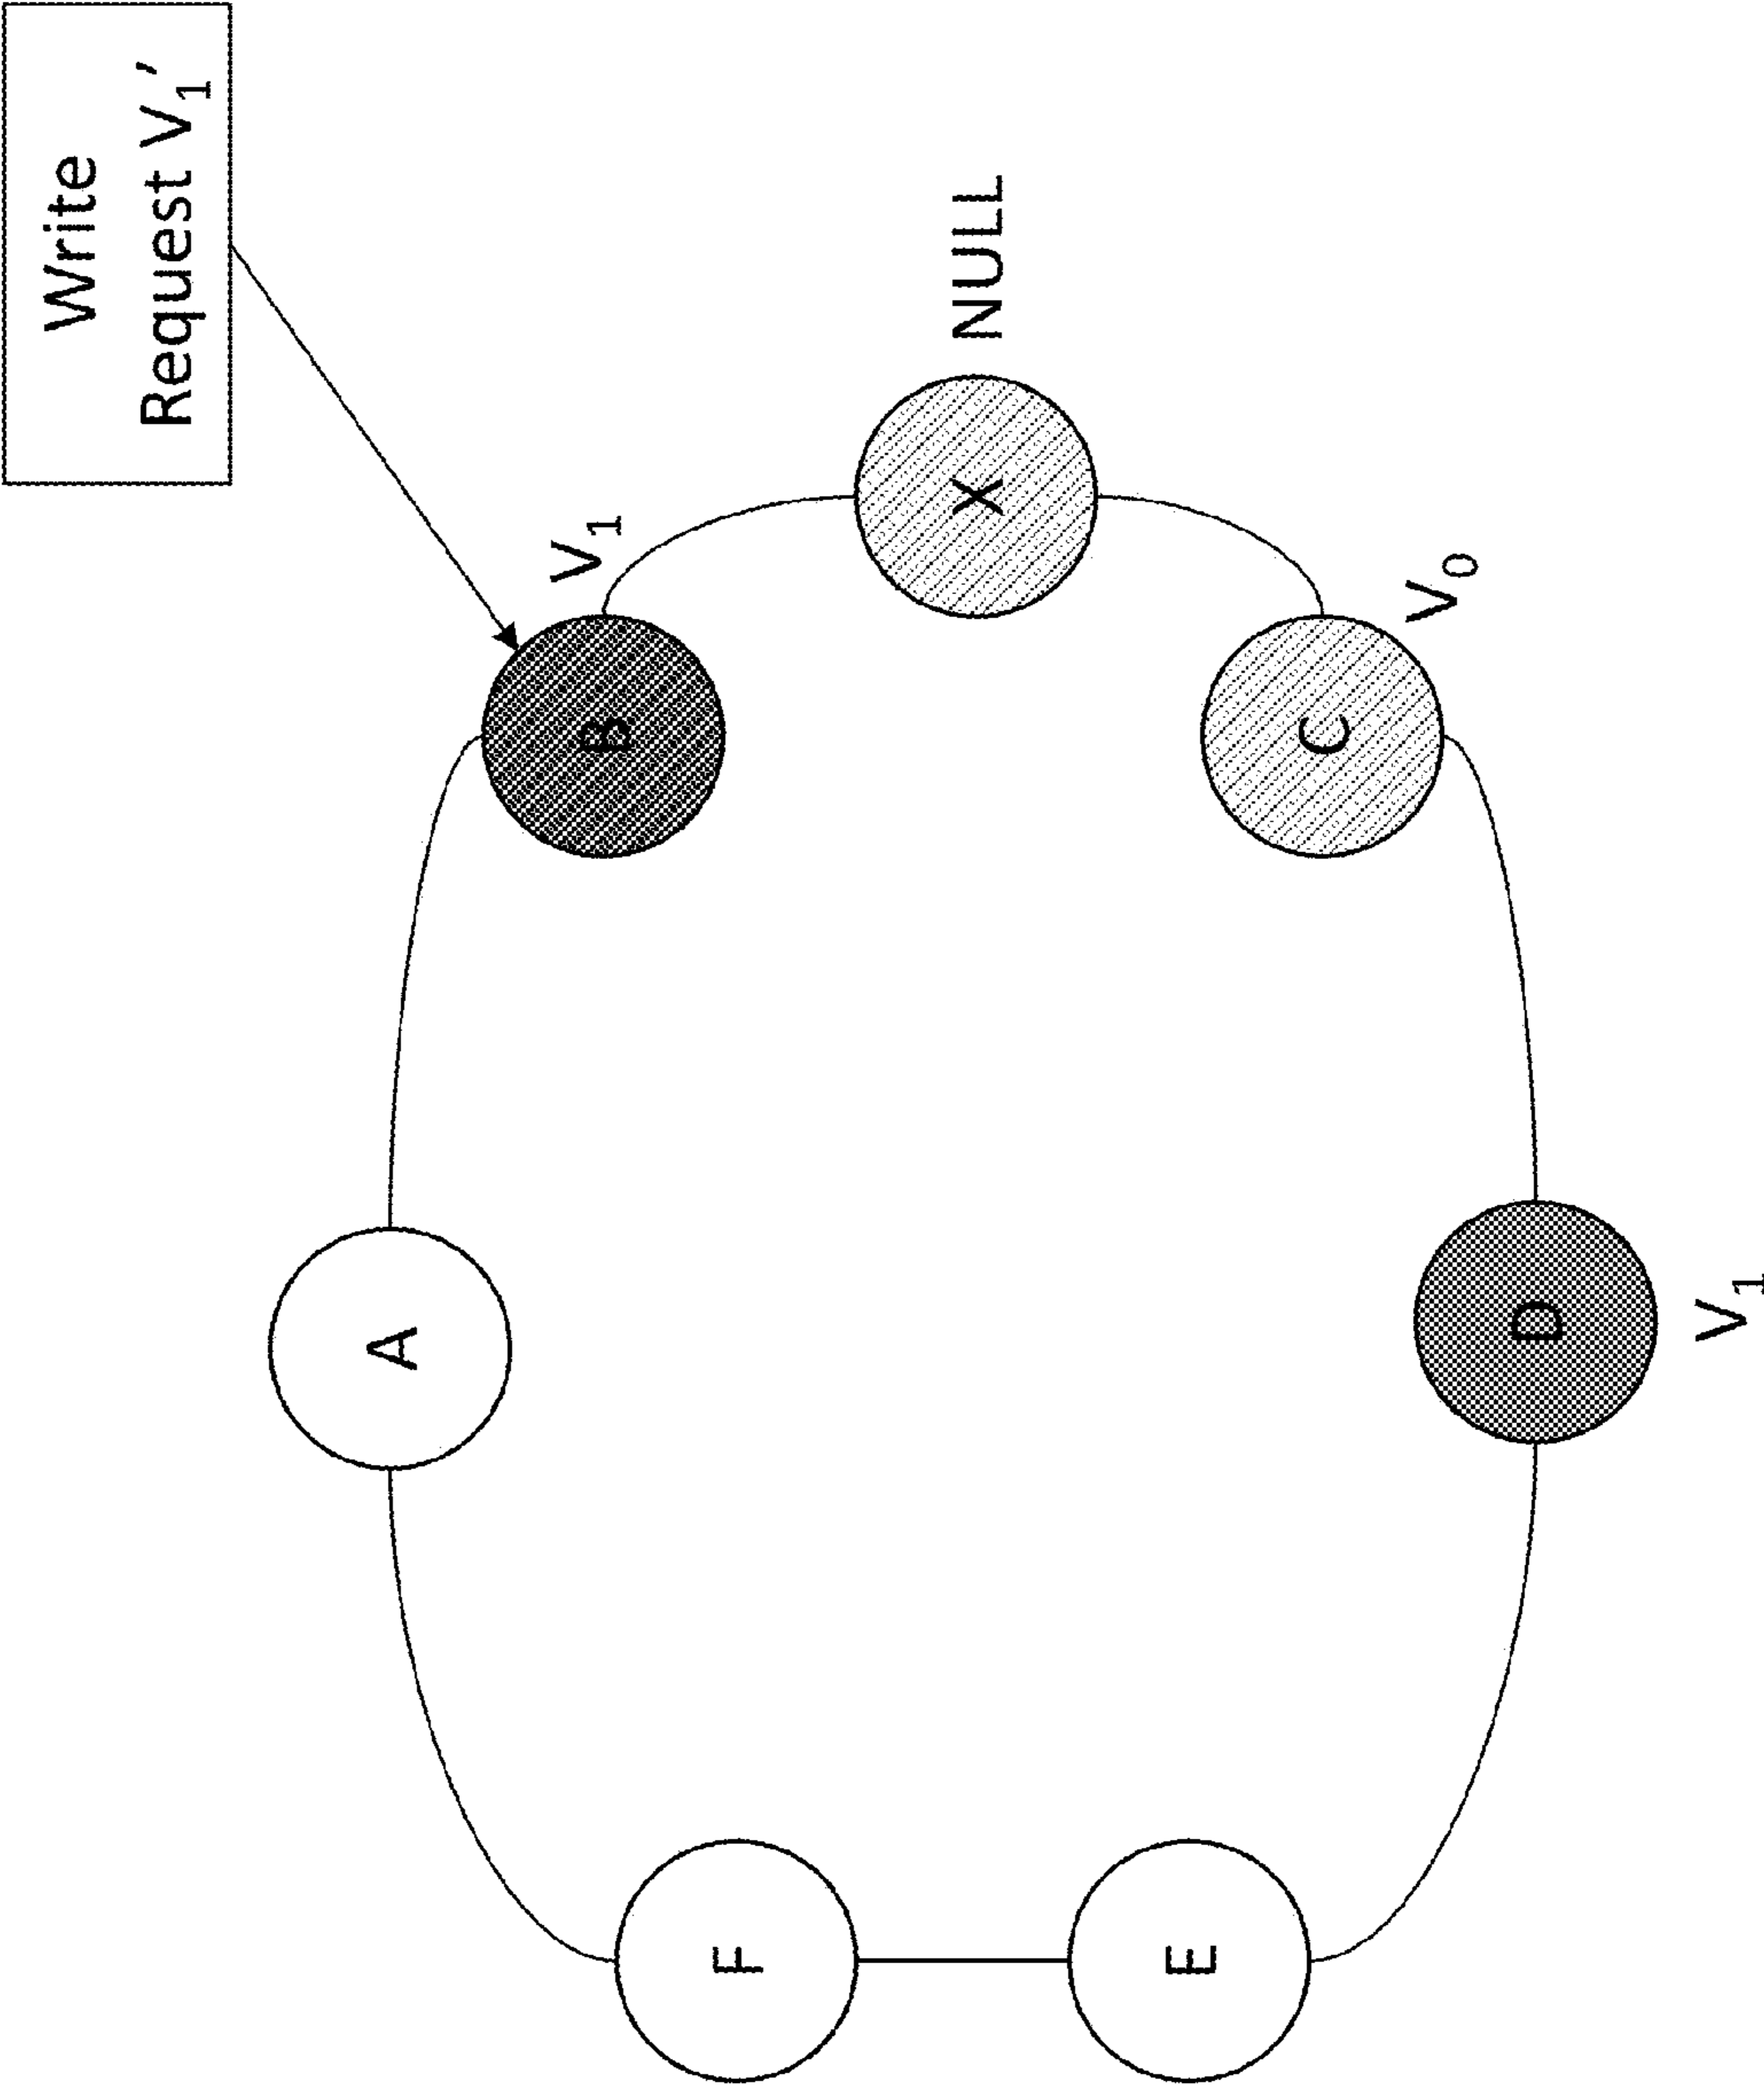 Write
Request V₁'
A
B V₁
F
X NULL
E
C
V₀
D
V₁